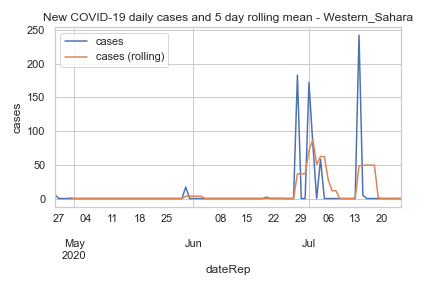 New COVID-19 daily cases and 5 day rolling mean - Western_Sahara
cases
cases (rolling)
250
200
150
100
50
0
cases
27 04 11 18 25 08 15 22 29 06 13 20
May Jun Jul
2020
dateRep